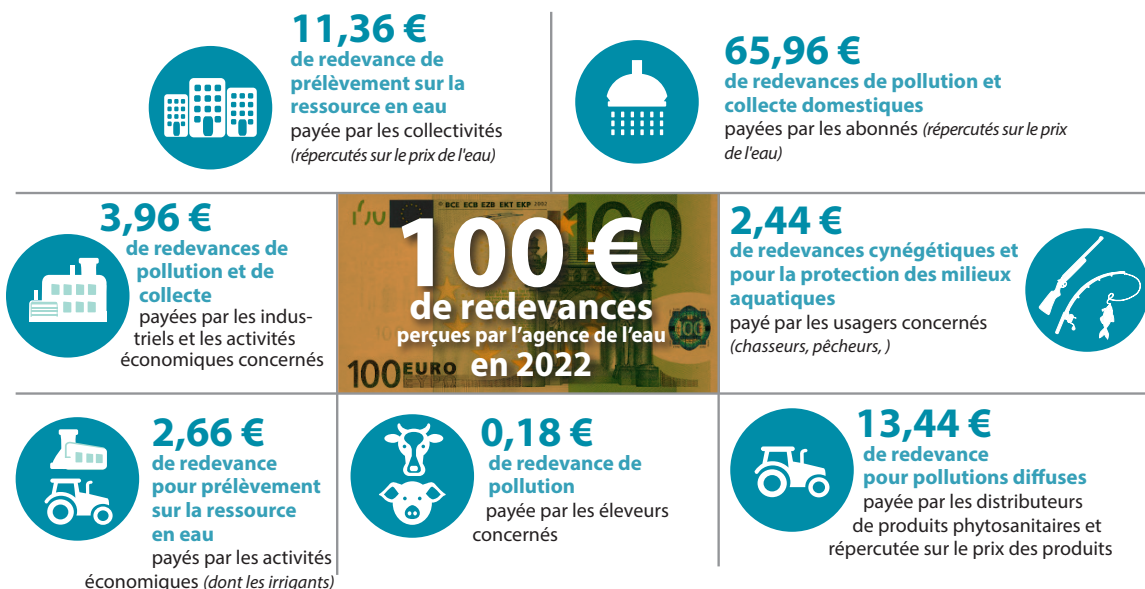 11,36 €
de redevance de
prélèvement sur la
ressource en eau
payée par les collectivités
(répercutés sur le prix de l'eau)
65,96 €
de redevances de pollution et
collecte domestiques
payées par les abonnés (répercutés sur le prix
de l'eau)
3,96 €
de redevances de
pollution et de
collecte
payées par les indus-
triels et les activités
économiques concernés
BCE ECB EZB EKT EKP 2002
100 €
de redevances
perçues par l'agence de l'eau
en 2022
100 EURO
2,44 €
de redevances cynégétiques et
pour la protection des milieux
aquatiques
payé par les usagers concernés
(chasseurs, pêcheurs, )
2,66 €
de redevance
pour prélèvement
sur la ressource
en eau
payés par les activités
économiques (dont les irrigants)
0,18 €
de redevance de
pollution
payée par les éleveurs
concernés
13,44 €
de redevance
pour pollutions diffuses
payée par les distributeurs
de produits phytosanitaires et
répercutée sur le prix des produits